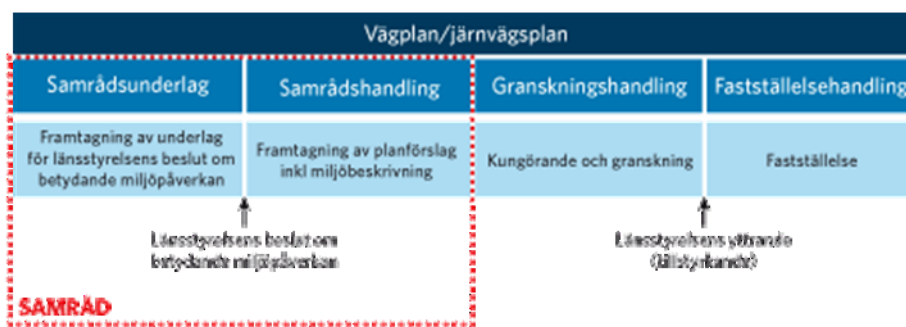 Vägplan/järnvägsplan
Samrådsunderlag
Samrådshandling
Granskningshandling
Fastställelsehandling
Framtagning av underlag
för länsstyrelsens beslut om
betydande miljöpåverkan
Framtagning av planförslag
inkl miljöbeskrivning
Kungörande och granskning
Fastställelse
Länsstyrelsens beslut om
betydande miljöpåverkan
Länsstyrelsens yttrande
(tillstyrkande)
SAMRÅD